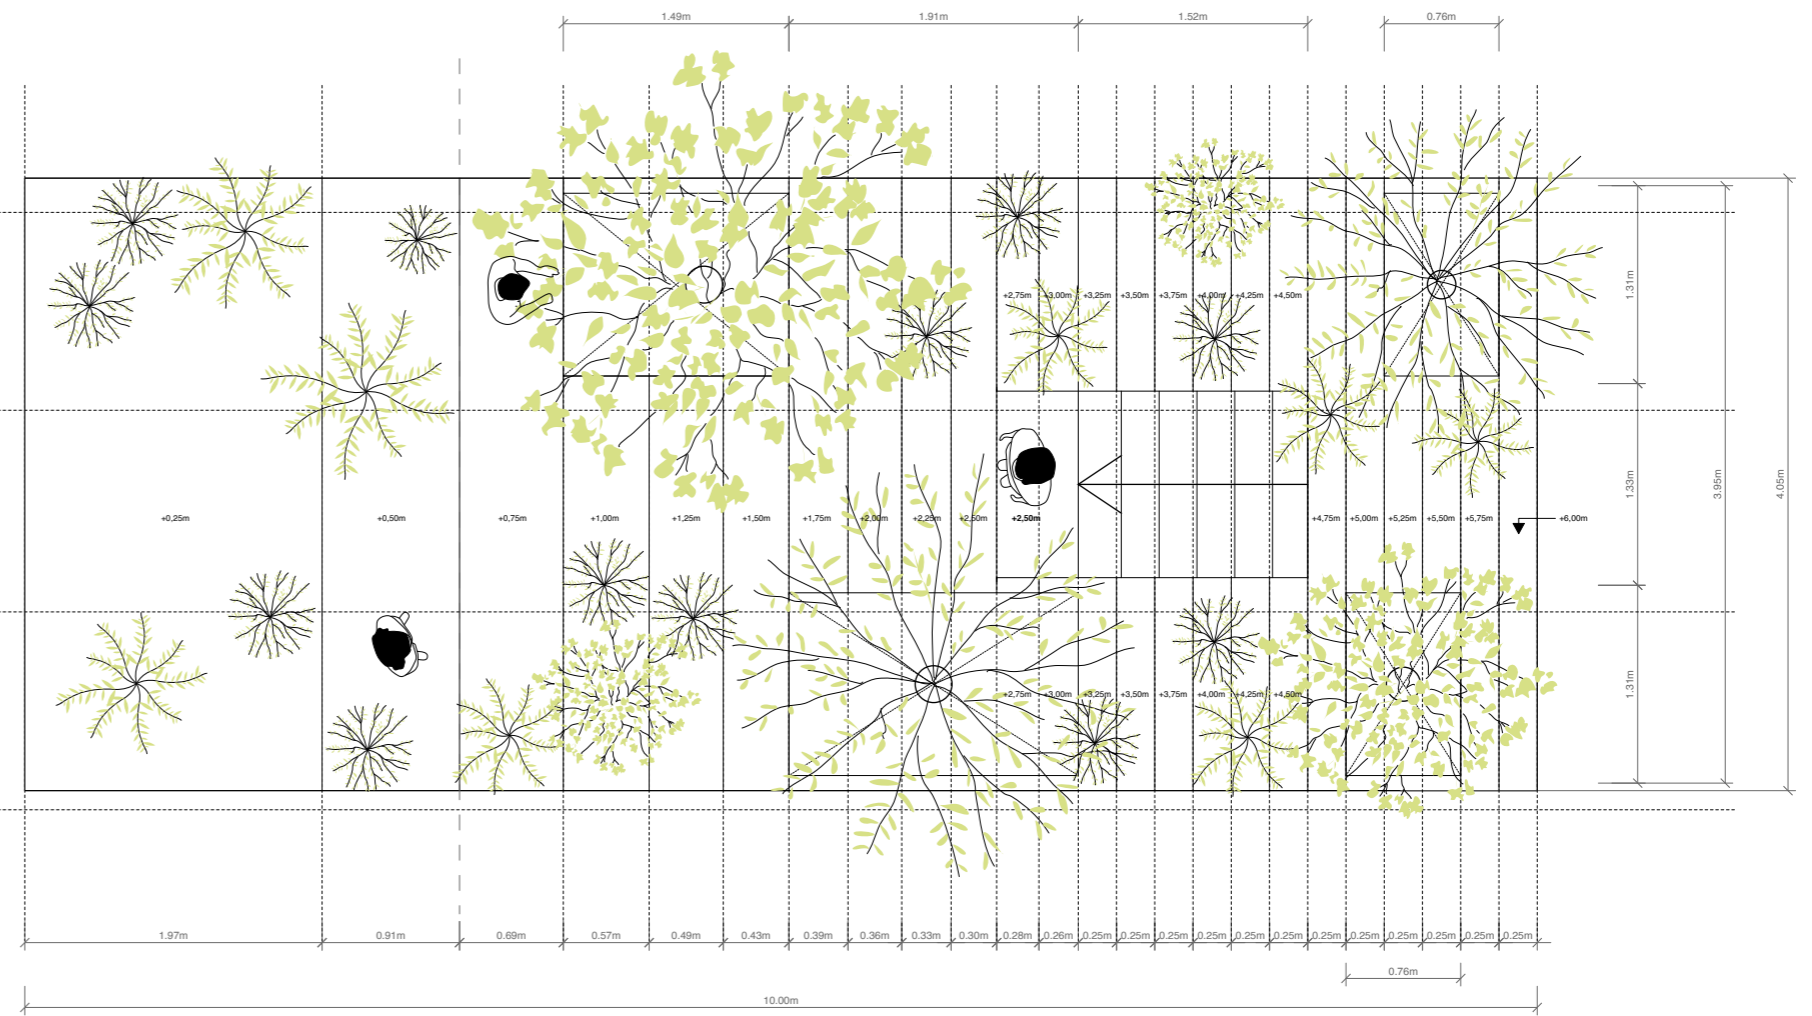 1.49m 1.91m 1.52m 0.76m
+2,75m +3,00m +3,25m +3,50m +3,75m +4,00m +4,25m +4,50m
1.31m
1.33m 3.95m 4.05m
+0,25m +0,50m +0,75m +1,00m +1,25m +1,50m +1,75m +2,00m +2,25m +2,50m +2,50m +4,75m +5,00m +5,25m +5,50m +5,75m +6,00m
1.31m
+2,75m +3,00m +3,25m +3,50m +3,75m +4,00m +4,25m +4,50m
1.97m 0.91m 0.69m 0.57m 0.49m 0.43m 0.39m 0.36m 0.33m 0.30m 0.28m 0.26m 0.25m 0.25m 0.25m 0.25m 0.25m 0.25m 0.25m 0.25m 0.25m 0.25m 0.25m 0.25m
0.76m
10.00m